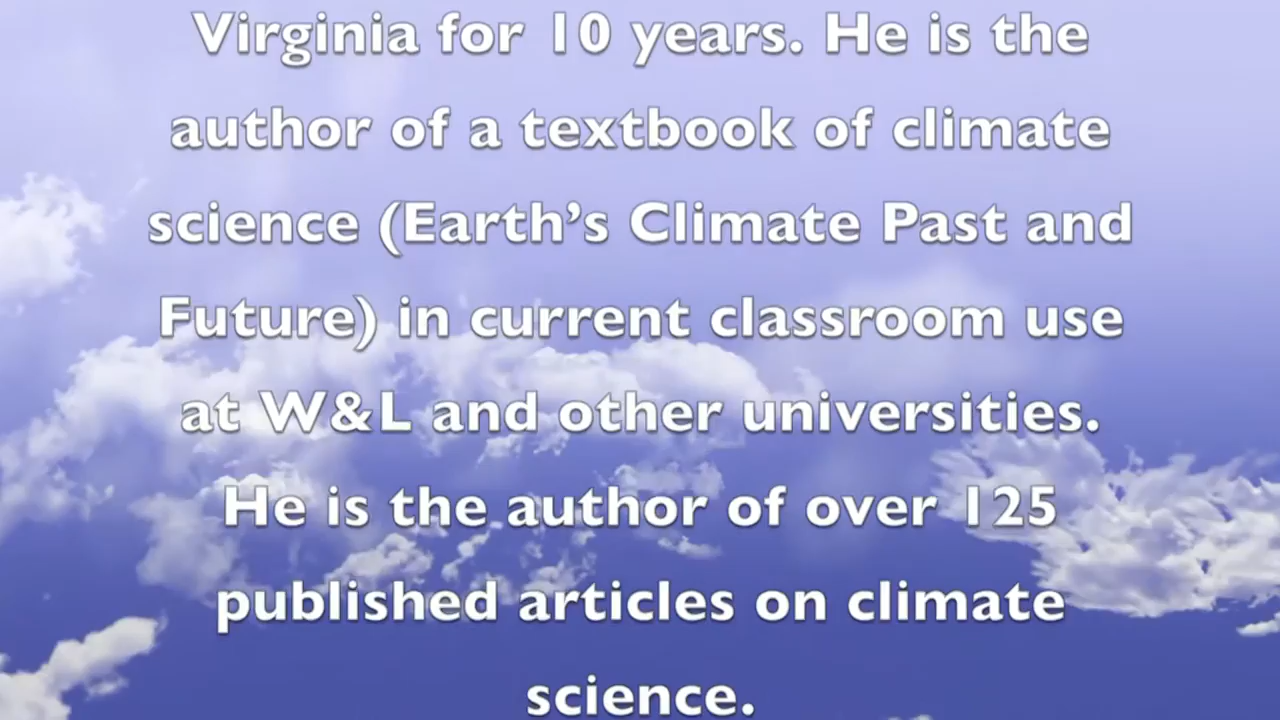 Virginia for 10 years. He is the
author of a textbook of climate
science (Earth’s Climate Past and
Future) in current classroom use
at W&L and other universities.
He is the author of over 125
published articles on climate
science.